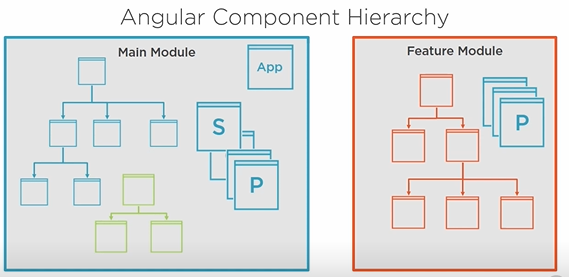 Angular Component Hierarchy
Main Module
App
S
P
Feature Module
P